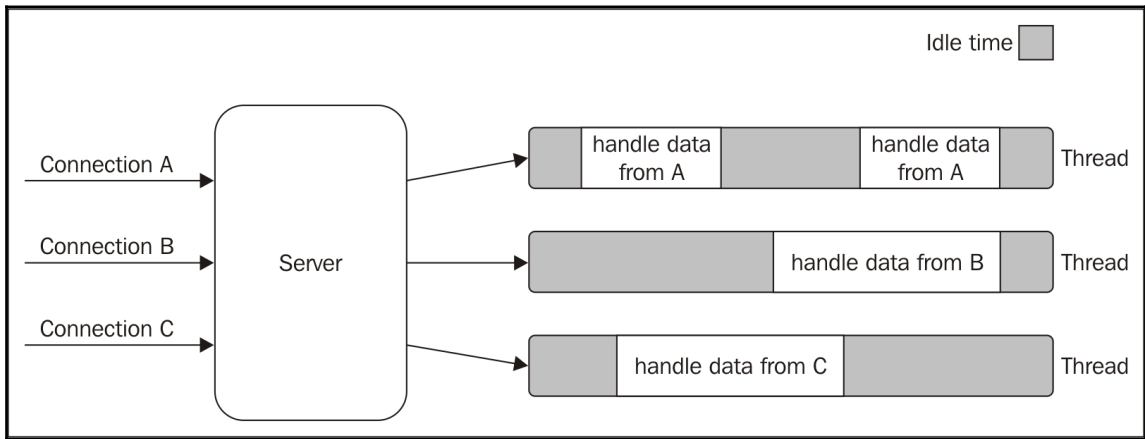 Idle time
Connection A
handle data
from A
handle data
from A
Thread
Connection B
Server
handle data from B
Thread
Connection C
handle data from C
Thread